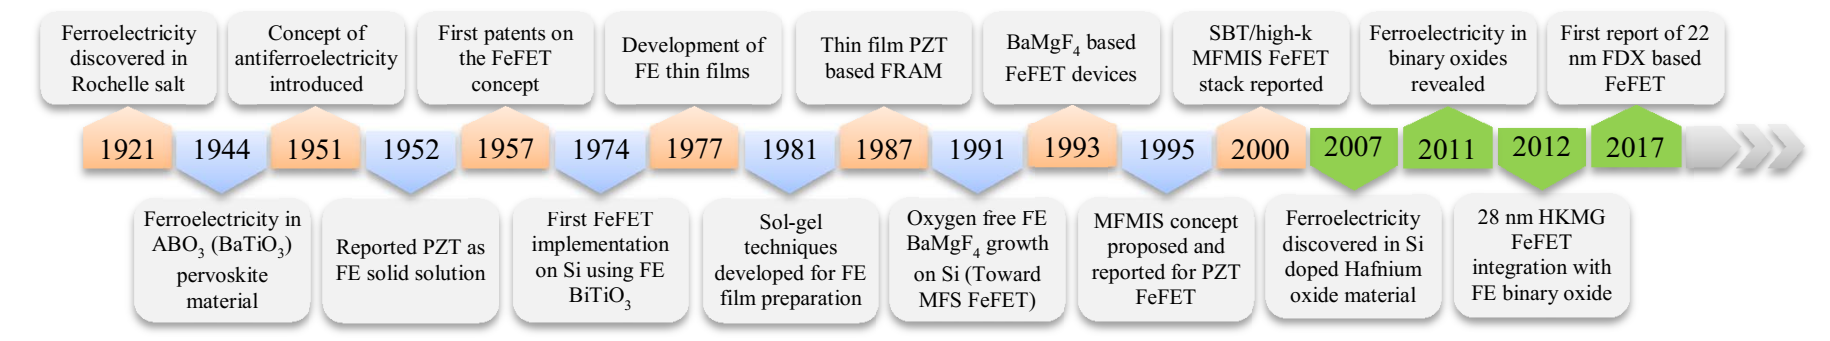 Ferroelectricity
discovered in
Rochelle salt
Concept of
antiferroelectricity
introduced
First patents on
the FeFET
concept
Development of
FE thin films
Thin film PZT
based FRAM
BaMgF₄ based
FeFET devices
SBT/high-k
MFMIS FeFET
stack reported
Ferroelectricity in
binary oxides
revealed
First report of 22
nm FDX based
FeFET
1921 1944 1951 1952 1957 1974 1977 1981 1987 1991 1993 1995 2000 2007 2011 2012 2017
Ferroelectricity in
ABO₃ (BaTiO₃)
pervoskite
material
Reported PZT as
FE solid solution
First FeFET
implementation
on Si using FE
BiTiO₃
Sol-gel
techniques
developed for FE
film preparation
Oxygen free FE
BaMgF₄ growth
on Si (Toward
MFS FeFET)
MFMIS concept
proposed and
reported for PZT
FeFET
Ferroelectricity
discovered in Si
doped Hafnium
oxide material
28 nm HKMG
FeFET
integration with
FE binary oxide